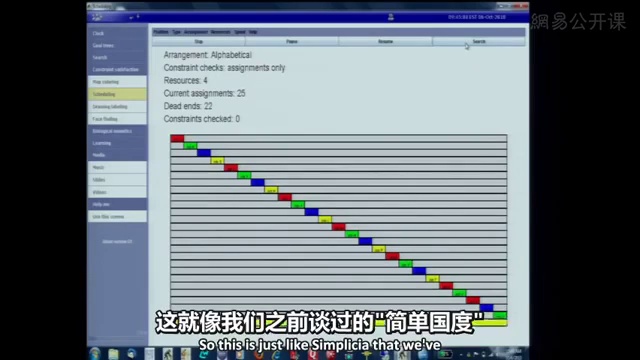 網易公开课
09:43:04 EST 06-Oct-2010
Problem Type Arrangement Resources Speed Help
Stop Pause Resume Search
Clock
Goal trees
Search
Constraint satisfaction
Map coloring
Scheduling
Drawing labeling
Face finding
Biological mimetics
Learning
Media
Music
Slides
Videos
Help me
Arrangement: Alphabetical
Constraint checks: assignments only
Resources: 4
Current assignments: 25
Dead ends: 22
Constraints checked: 0
这就像我们之前谈过的"简单国度"
So this is just like Simplicia that we've